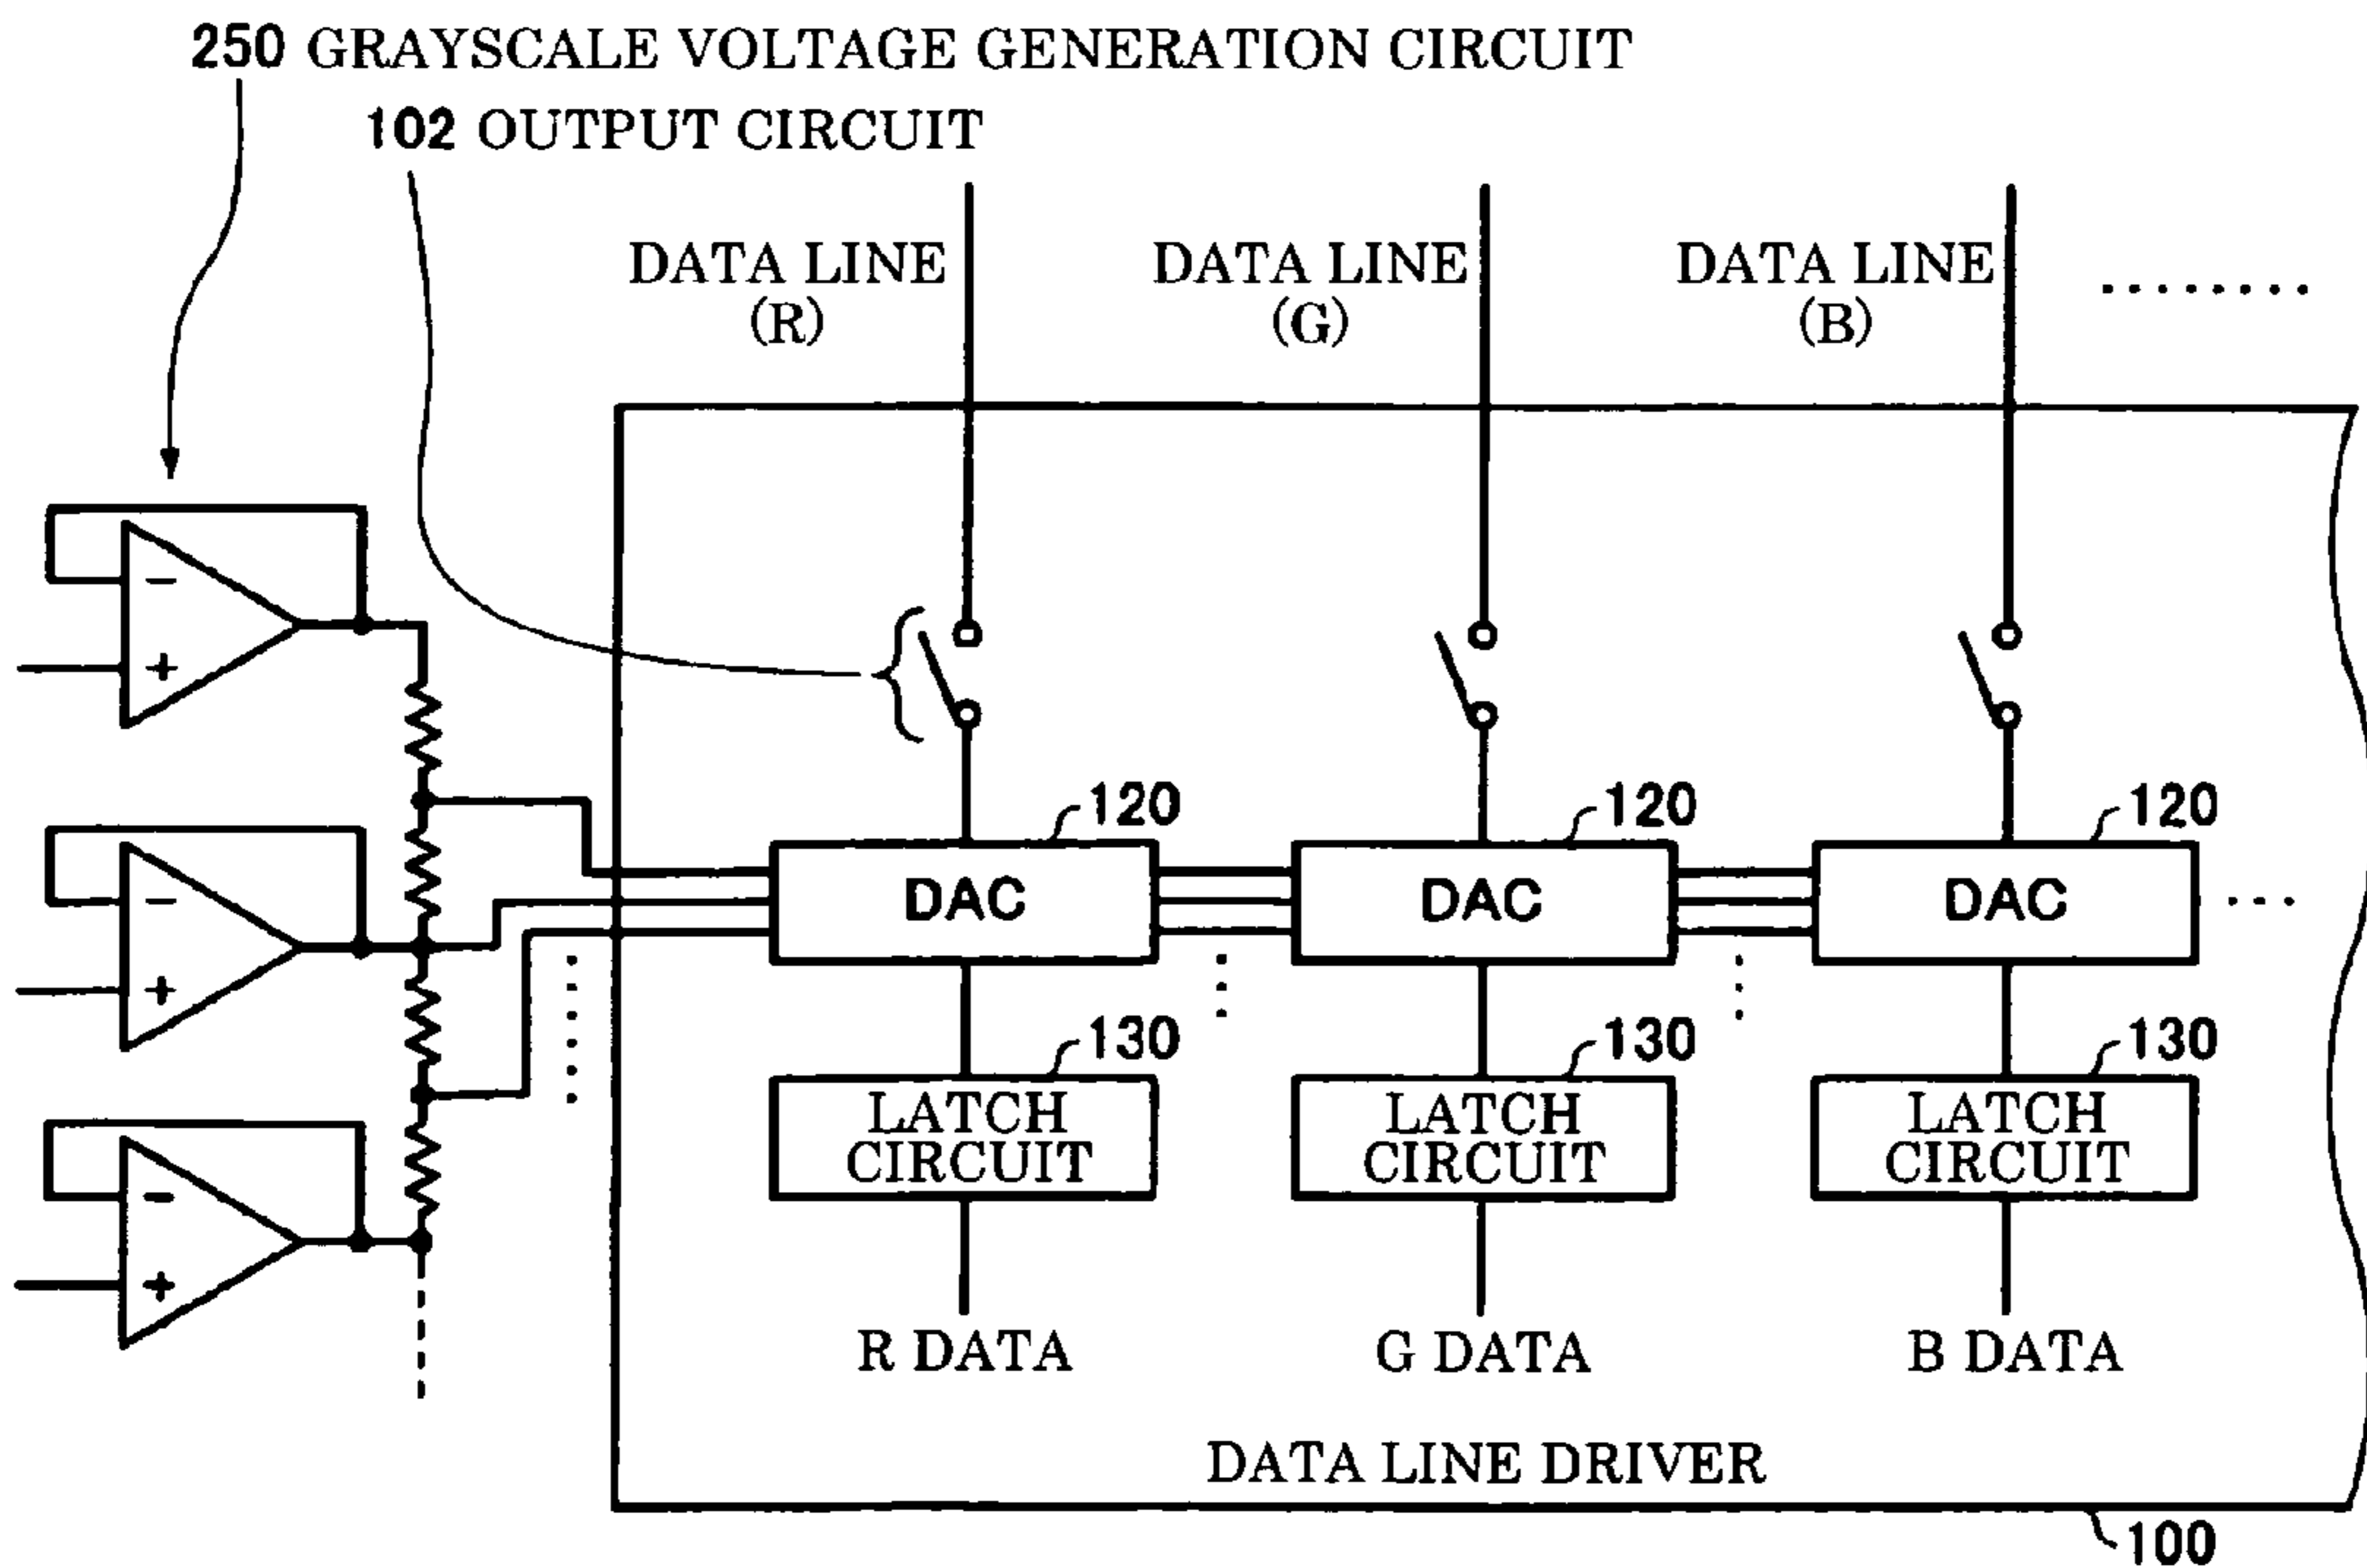 250 GRAYSCALE VOLTAGE GENERATION CIRCUIT
102 OUTPUT CIRCUIT
DATA LINE
(R)
DATA LINE
(G)
DATA LINE
(B)
120
120
120
DAC
DAC
DAC
130
130
130
LATCH
CIRCUIT
LATCH
CIRCUIT
LATCH
CIRCUIT
−
+
−
+
−
+
R DATA
G DATA
B DATA
DATA LINE DRIVER
100